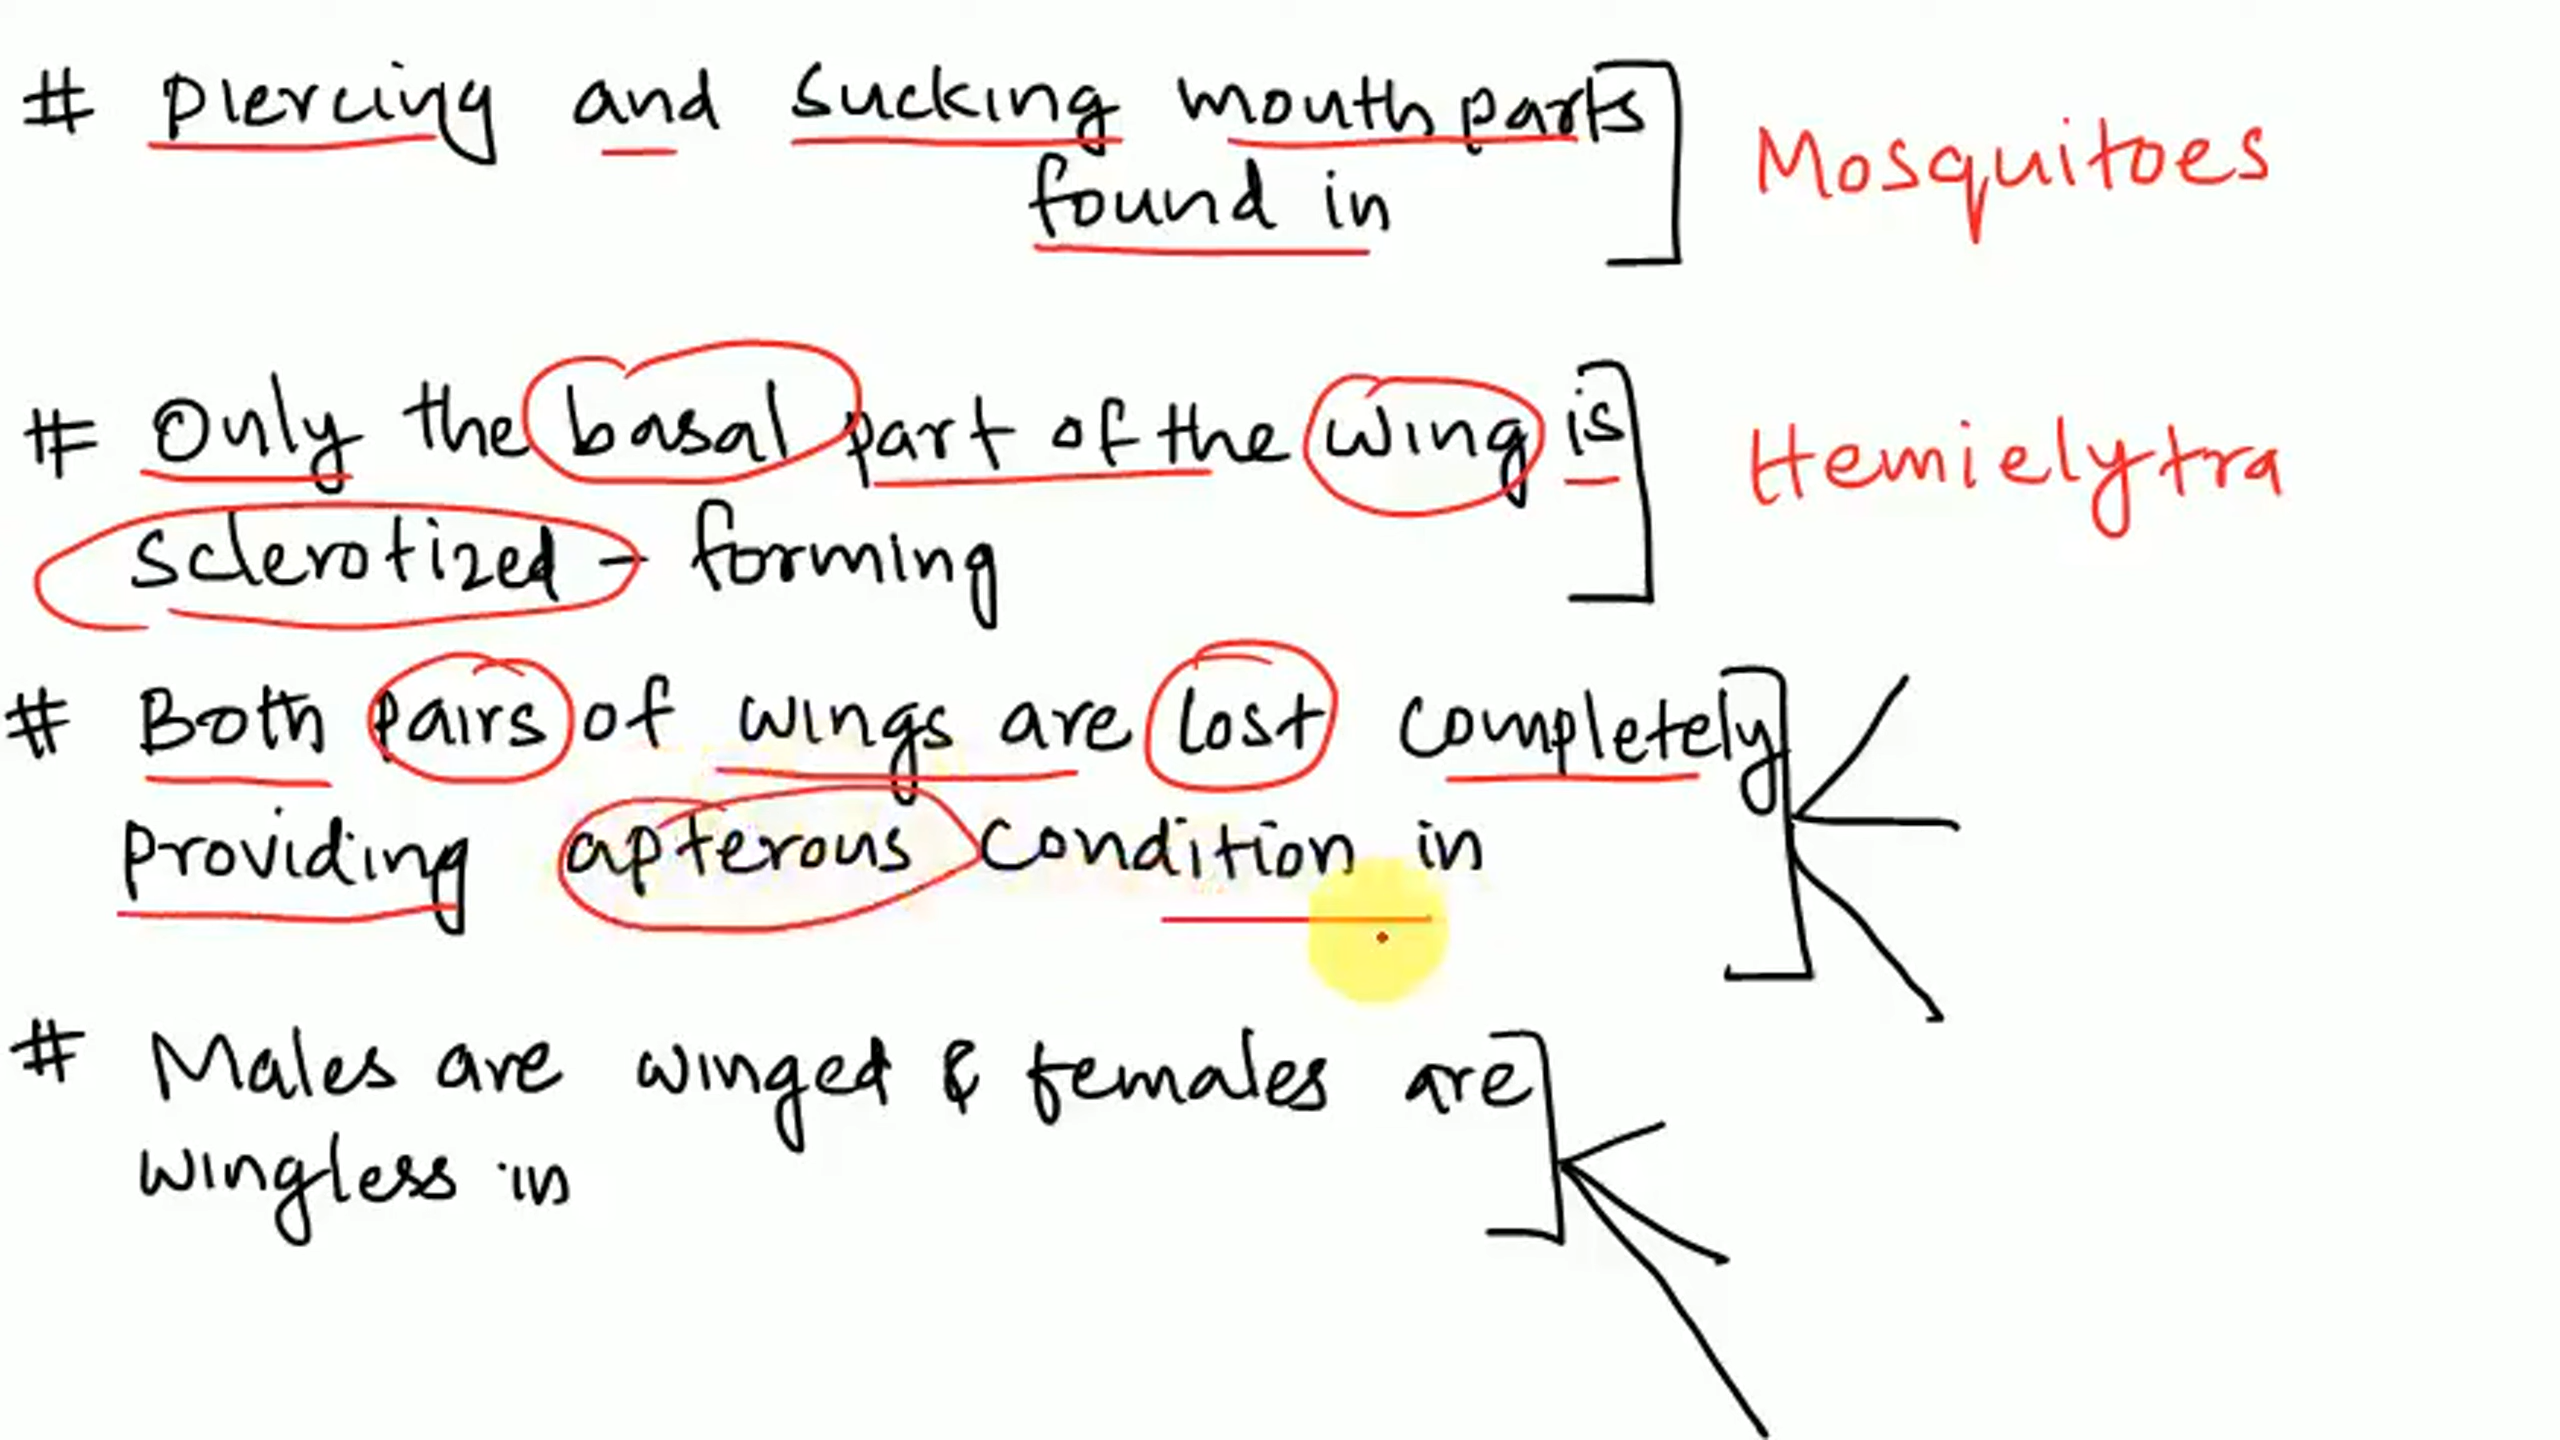 # piercing and sucking mouth parts
found in
Mosquitoes
# Only the basal part of the wing is
sclerotized - forming
Hemielytra
# Both pairs of wings are lost completely
providing apterous condition in
# Males are winged & females are
wingless in